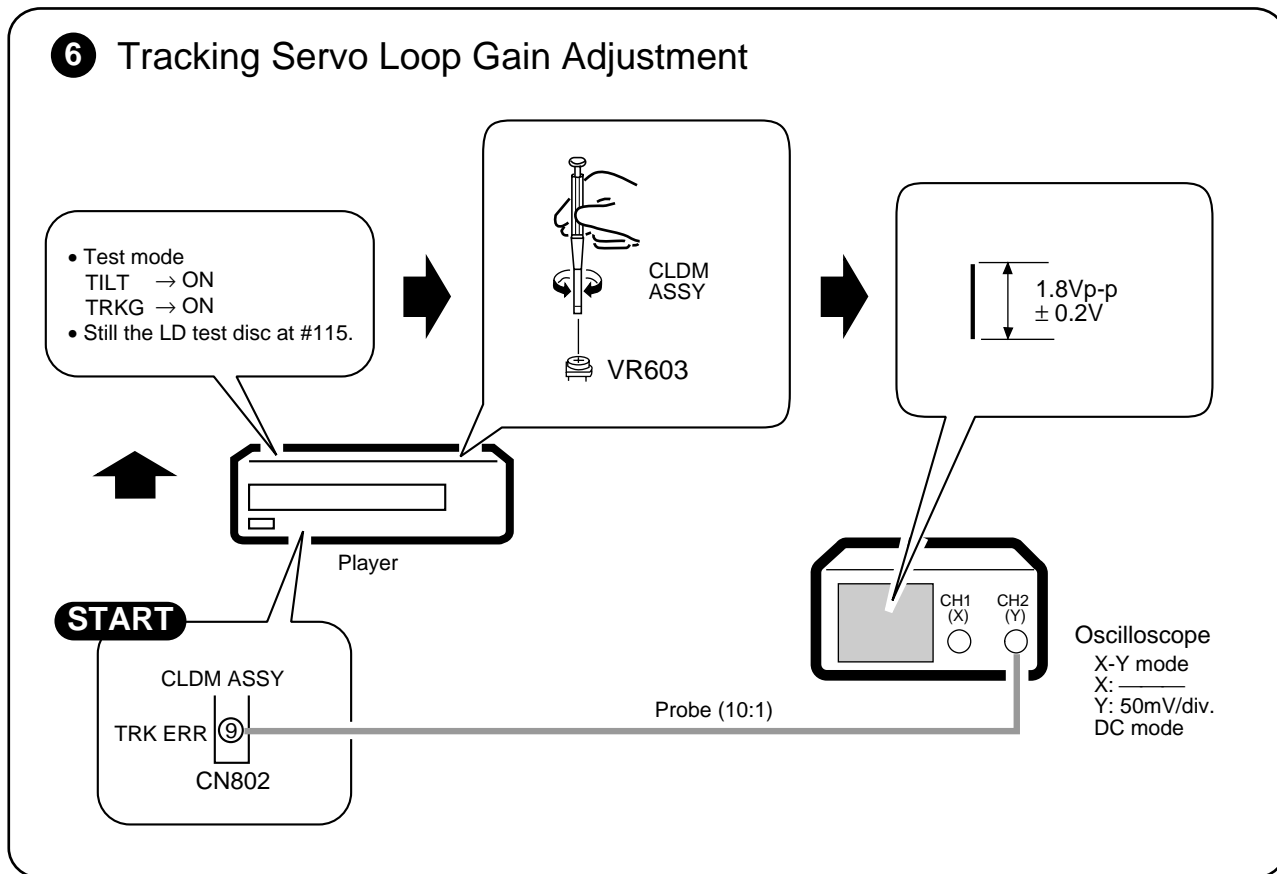 6 Tracking Servo Loop Gain Adjustment
• Test mode
TILT → ON
TRKG → ON
• Still the LD test disc at #115.
CLDM
ASSY
VR603
1.8Vp-p
± 0.2V
Player
START
CLDM ASSY
TRK ERR 9
CN802
Probe (10:1)
CH1
(X)
CH2
(Y)
Oscilloscope
X-Y mode
X: ———
Y: 50mV/div.
DC mode